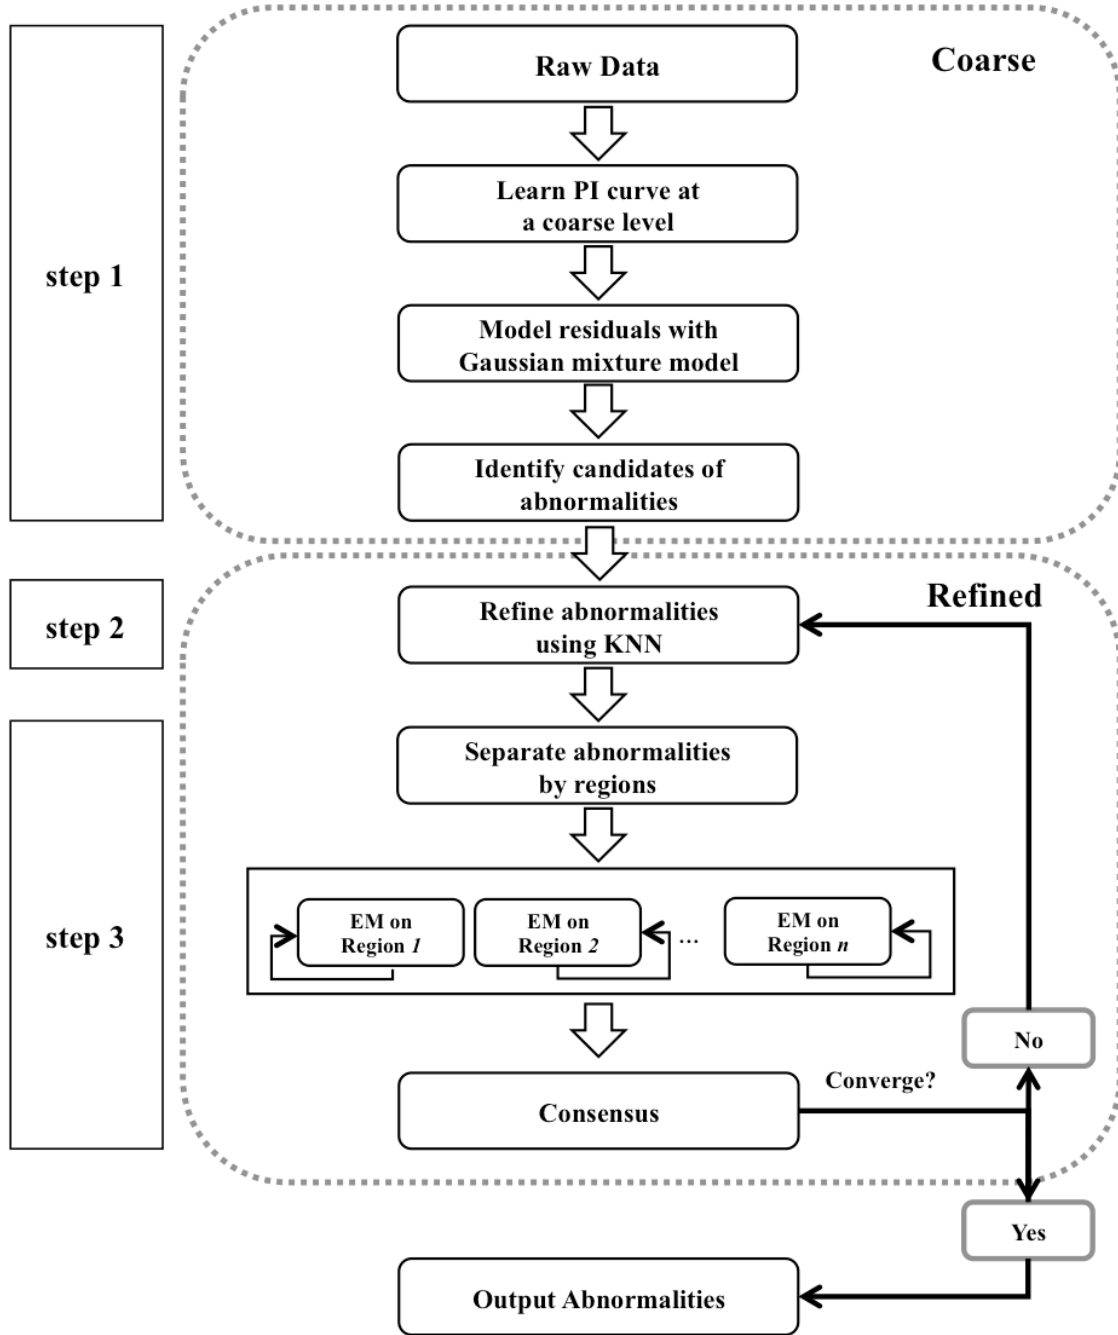 Coarse
Raw Data
Learn PI curve at
a coarse level
step 1
Model residuals with
Gaussian mixture model
Identify candidates of
abnormalities
Refined
step 2
Refine abnormalities
using KNN
Separate abnormalities
by regions
step 3
EM on
Region 1
EM on
Region 2
...
EM on
Region n
No
Converge?
Consensus
Yes
Output Abnormalities